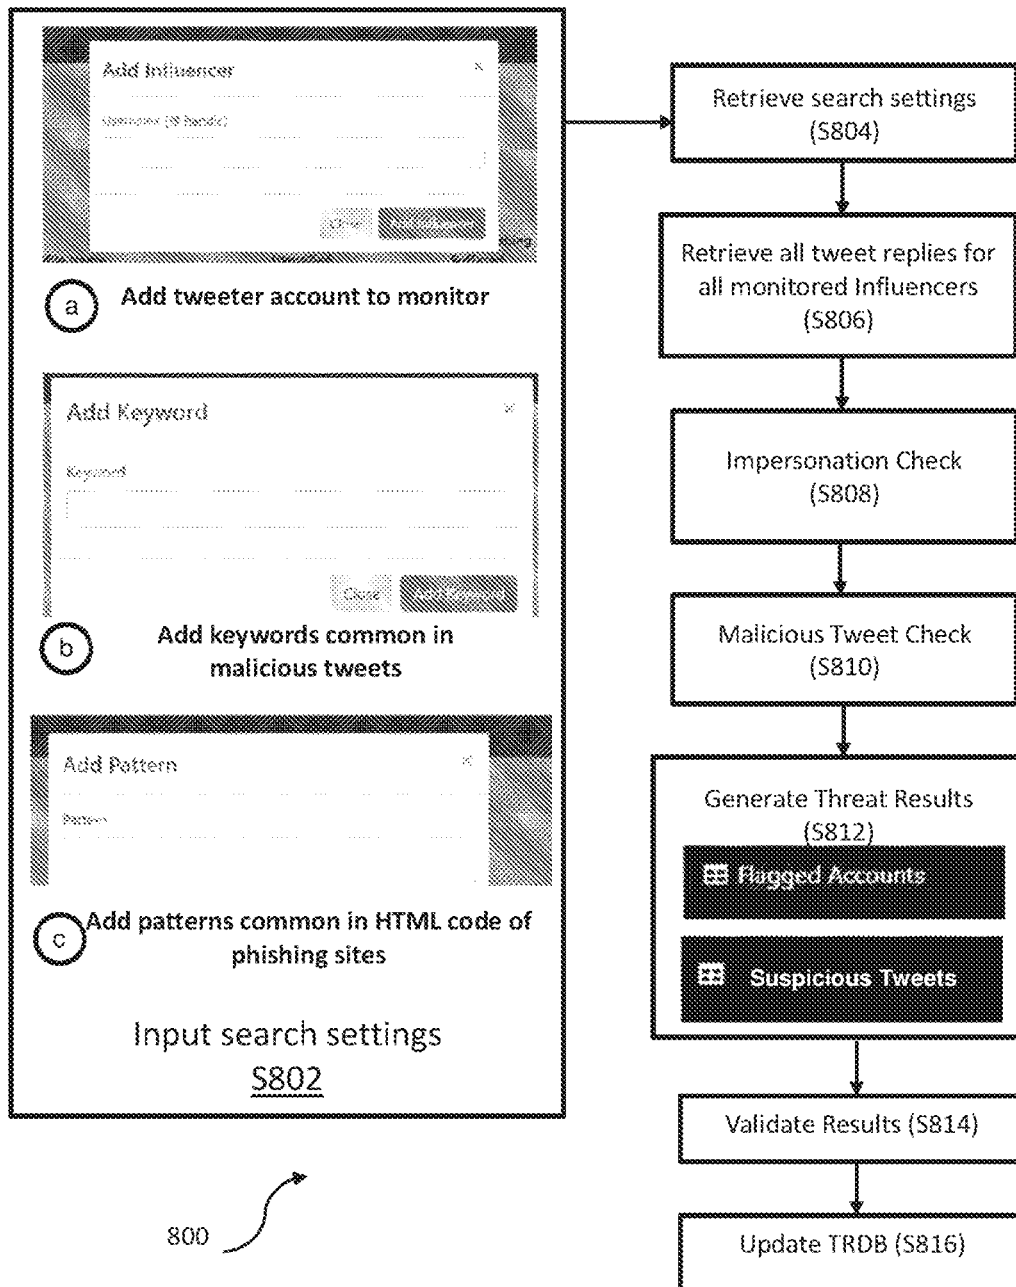 Add Influencer
×
Username (@ handle)
Close
a
Add tweeter account to monitor
Add Keyword
×
Keyword
Close
b
Add keywords common in
malicious tweets
Add Pattern
×
Pattern
c
Add patterns common in HTML code of
phishing sites
Input search settings
S802
800
Retrieve search settings
(S804)
Retrieve all tweet replies for
all monitored Influencers
(S806)
Impersonation Check
(S808)
Malicious Tweet Check
(S810)
Generate Threat Results
(S812)
Flagged Accounts
Suspicious Tweets
Validate Results (S814)
Update TRDB (S816)